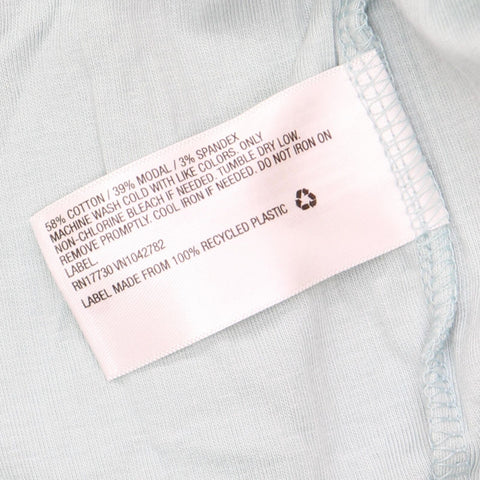 58% COTTON / 39% MODAL / 3% SPANDEX
MACHINE WASH COLD WITH LIKE COLORS. ONLY
NON-CHLORINE BLEACH IF NEEDED. TUMBLE DRY LOW.
REMOVE PROMPTLY. COOL IRON IF NEEDED. DO NOT IRON ON
LABEL.
RN17730 VN1042782
LABEL MADE FROM 100% RECYCLED PLASTIC